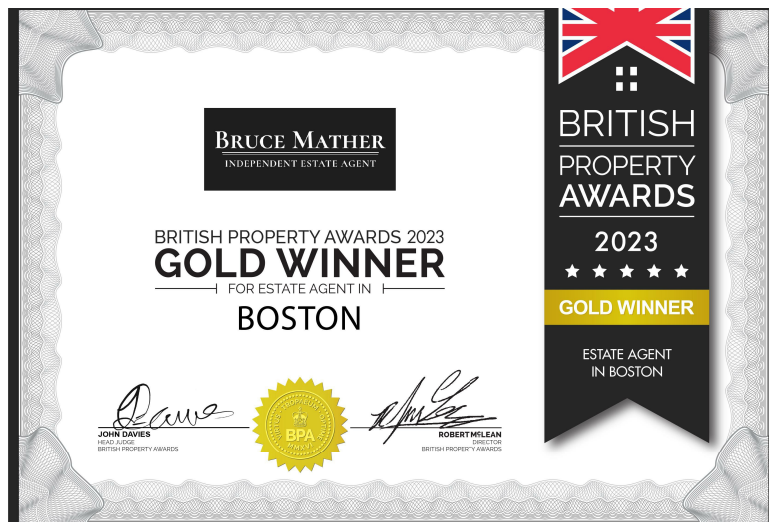 BRUCE MATHER
INDEPENDENT ESTATE AGENT
BRITISH PROPERTY AWARDS 2023
GOLD WINNER
FOR ESTATE AGENT IN
BOSTON
JOHN DAVIES
HEAD JUDGE
BRITISH PROPERTY AWARDS
BPA
ROBERT McLEAN
DIRECTOR
BRITISH PROPERTY AWARDS
BRITISH
PROPERTY
AWARDS
2023
GOLD WINNER
ESTATE AGENT
IN BOSTON